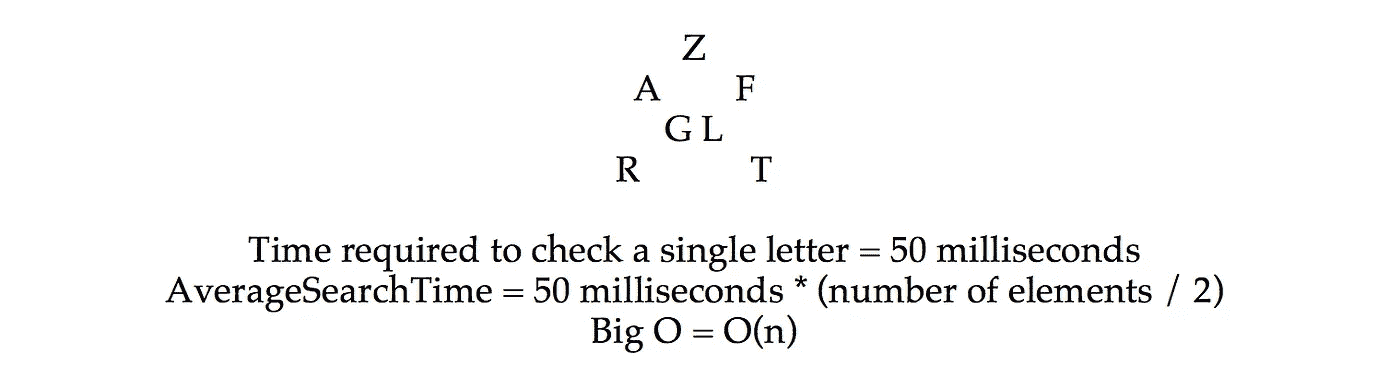 Z
A F
G L
R T
Time required to check a single letter = 50 milliseconds
AverageSearchTime = 50 milliseconds * (number of elements / 2)
Big O = O(n)